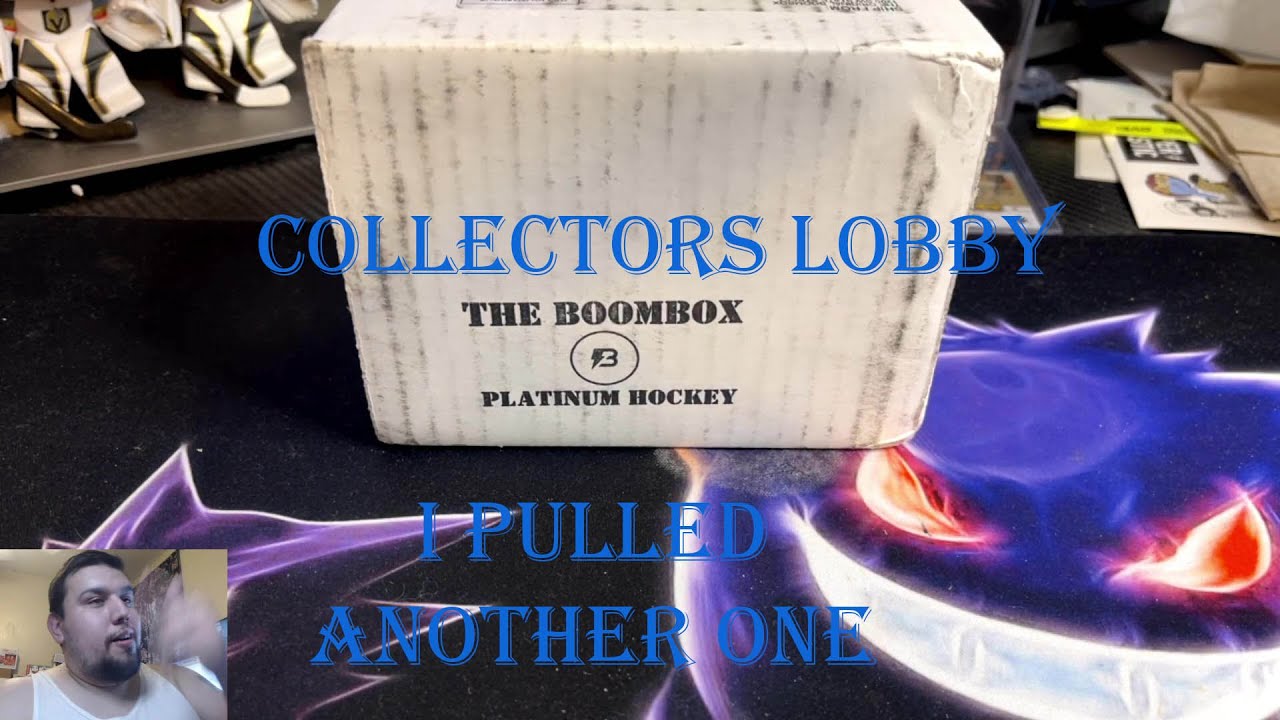 COLLECTORS LOBBY
THE BOOMBOX
B
PLATINUM HOCKEY
I PULLED
ANOTHER ONE